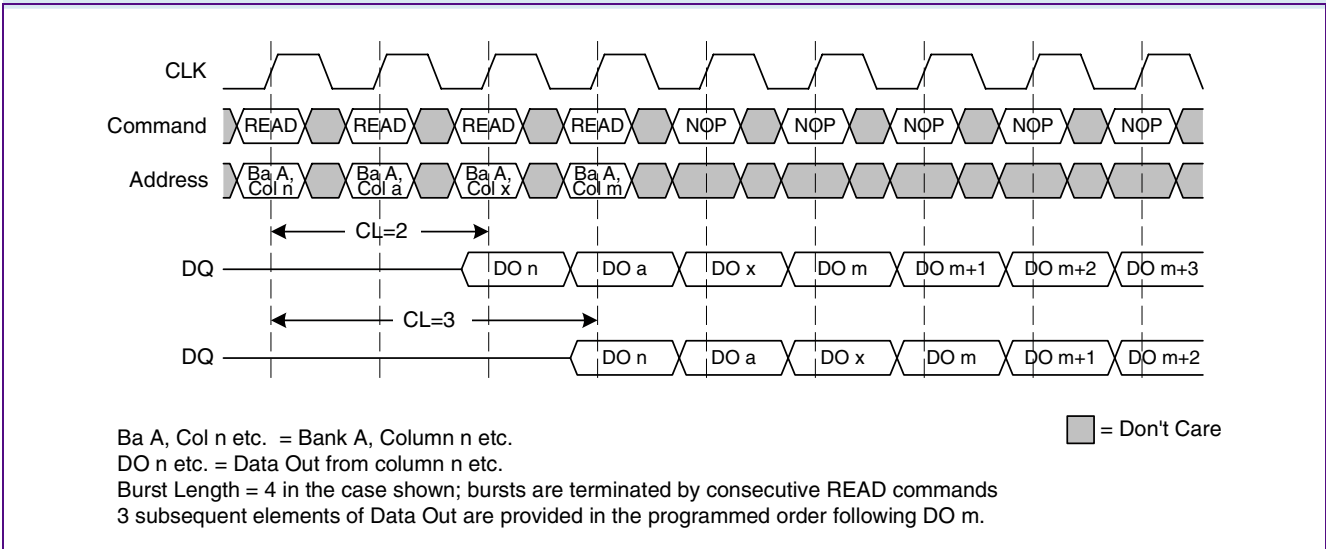 CLK
Command READ READ READ READ NOP NOP NOP NOP NOP
Address Ba A, Col n Ba A, Col a Ba A, Col x Ba A, Col m
CL=2
DQ DO n DO a DO x DO m DO m+1 DO m+2 DO m+3
CL=3
DQ DO n DO a DO x DO m DO m+1 DO m+2
Ba A, Col n etc. = Bank A, Column n etc.
= Don't Care
DO n etc. = Data Out from column n etc.
Burst Length = 4 in the case shown; bursts are terminated by consecutive READ commands
3 subsequent elements of Data Out are provided in the programmed order following DO m.